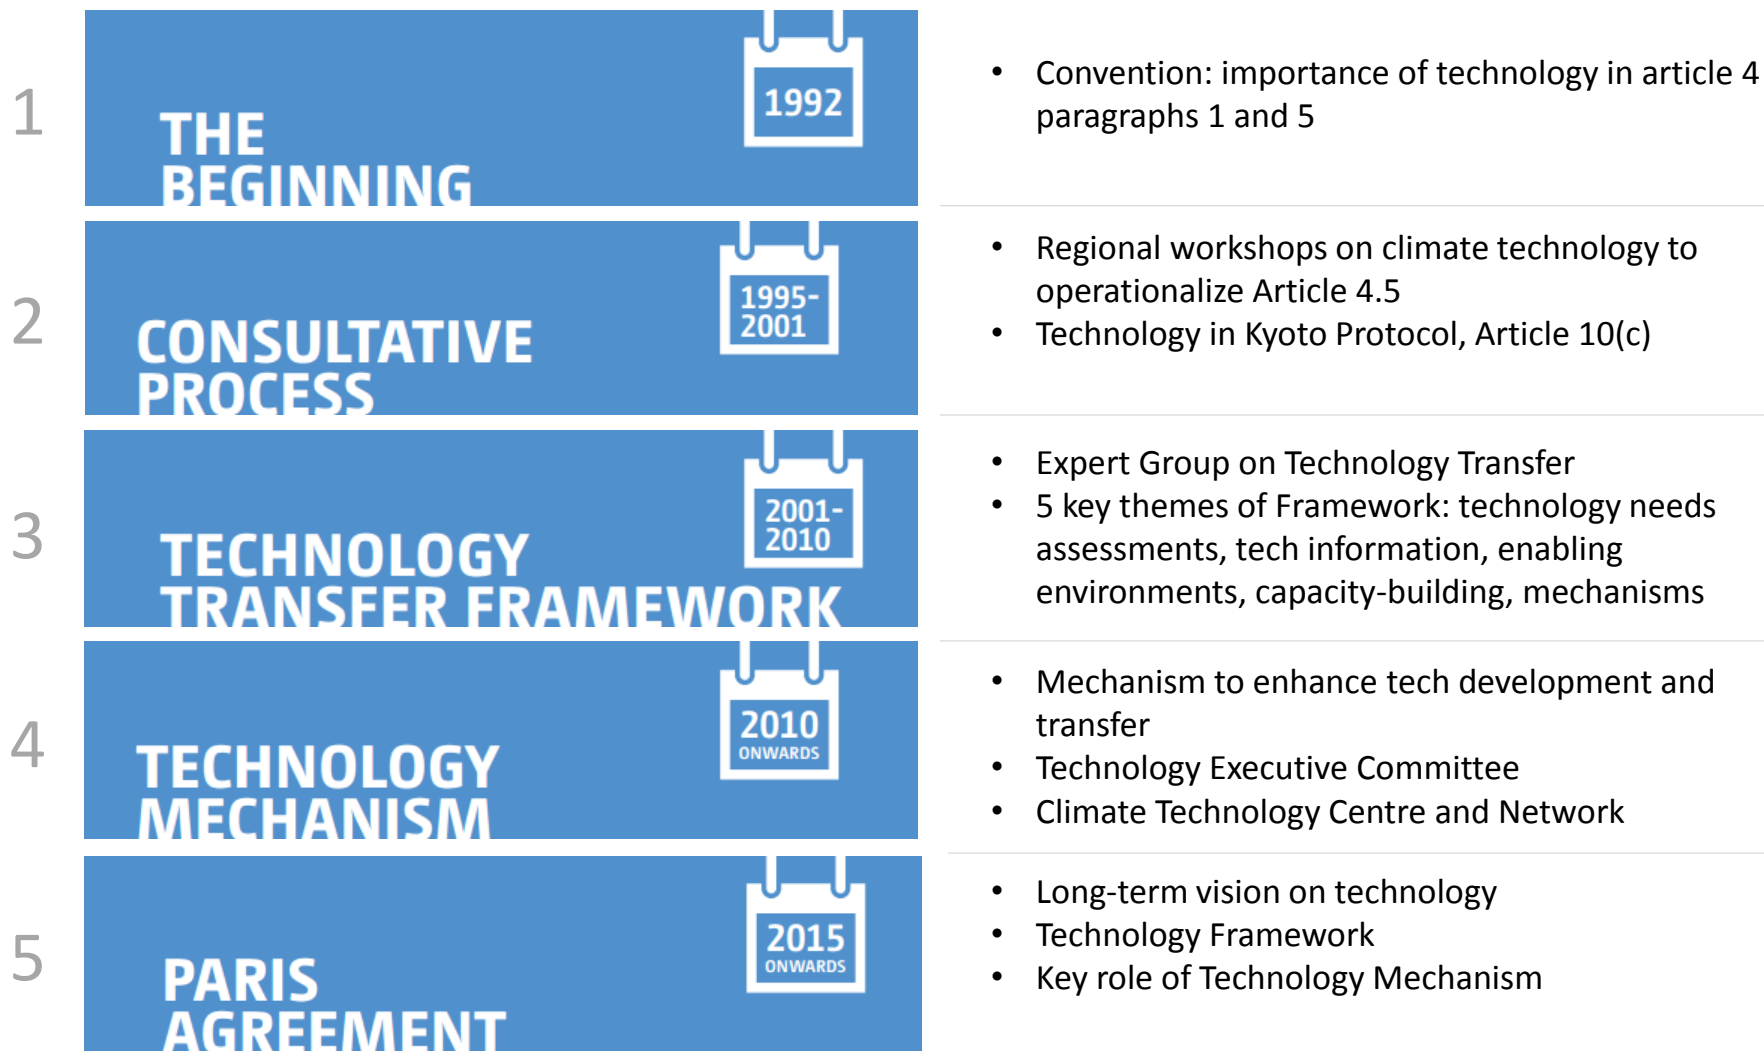 1
THE
BEGINNING
1992
• Convention: importance of technology in article 4
paragraphs 1 and 5
2
CONSULTATIVE
PROCESS
1995-
2001
• Regional workshops on climate technology to
operationalize Article 4.5
• Technology in Kyoto Protocol, Article 10(c)
3
TECHNOLOGY
TRANSFER FRAMEWORK
2001-
2010
• Expert Group on Technology Transfer
• 5 key themes of Framework: technology needs
assessments, tech information, enabling
environments, capacity-building, mechanisms
4
TECHNOLOGY
MECHANISM
2010
ONWARDS
• Mechanism to enhance tech development and
transfer
• Technology Executive Committee
• Climate Technology Centre and Network
5
PARIS
AGREEMENT
2015
ONWARDS
• Long-term vision on technology
• Technology Framework
• Key role of Technology Mechanism